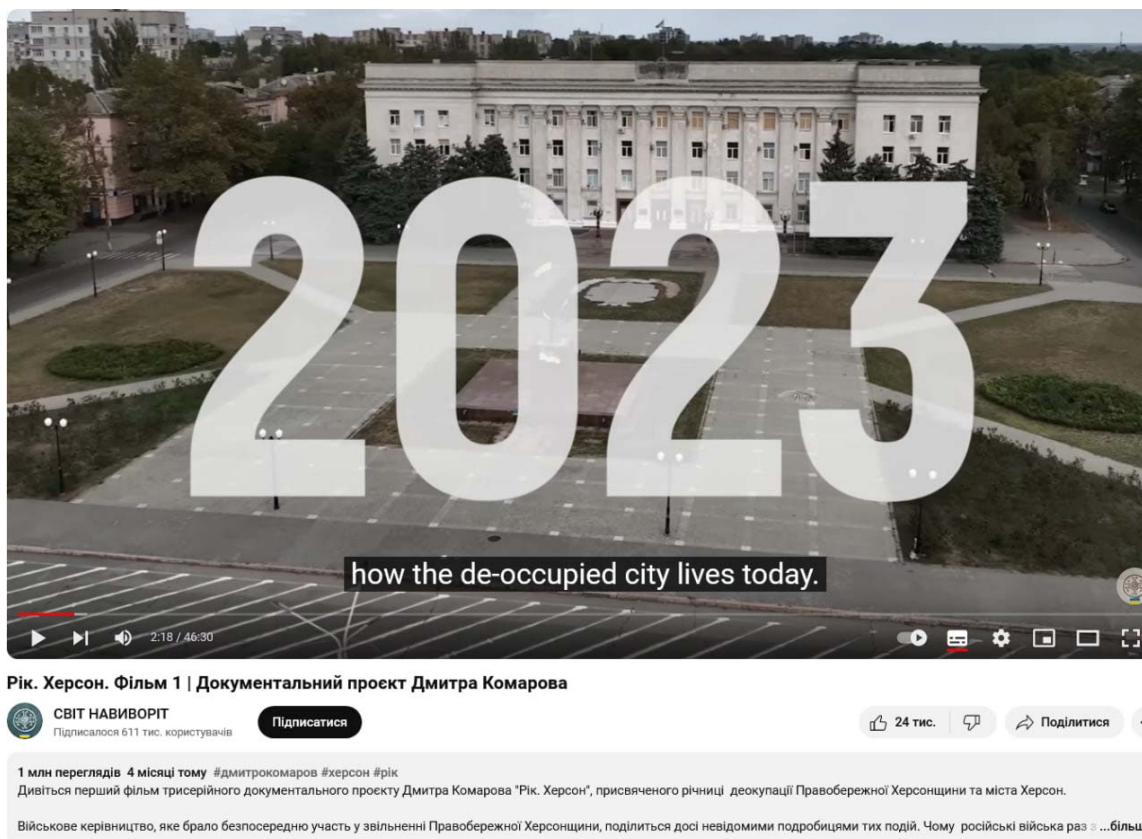 2023
how the de-occupied city lives today.
2:18 / 46:30
Рік. Херсон. Фільм 1 | Документальний проєкт Дмитра Комарова
СВІТ НАВИВОРІТ
Підписалося 611 тис. користувачів
Підписатися
24 тис.
Поділитися
1 млн переглядів 4 місяці тому #дмитрокомаров #херсон #рік
Дивіться перший фільм трисерійного документального проєкту Дмитра Комарова "Рік. Херсон", присвяченого річниці деокупації Правобережної Херсонщини та міста Херсон.
Військове керівництво, яке брало безпосередню участь у звільненні Правобережної Херсонщини, поділиться досі невідомими подробицями тих подій. Чому російські війська раз з ...більш